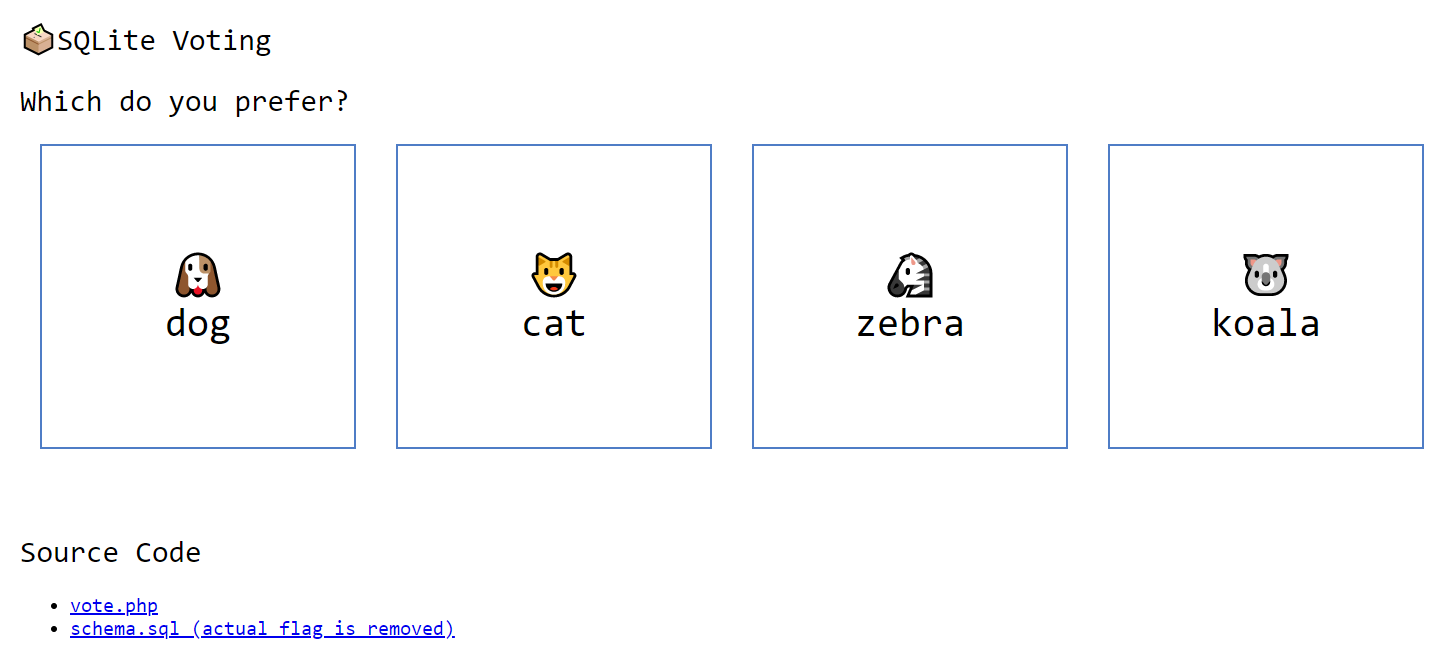 SQLite Voting
Which do you prefer?
dog
cat
zebra
koala
Source Code
vote.php
schema.sql (actual flag is removed)